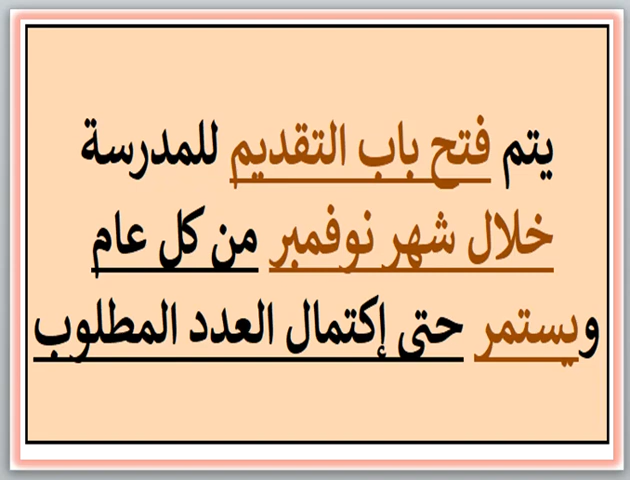 يتم فتح باب التقديم للمدرسة
خلال شهر نوفمبر من كل عام
ويستمر حتى إكتمال العدد المطلوب